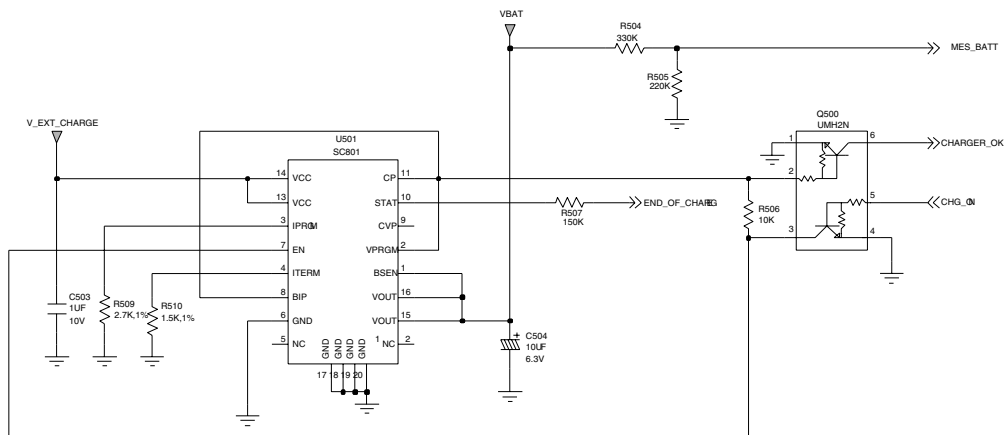 VBAT
R504
330K
MES_BATT
R505
220K
V_EXT_CHARGE
Q500
UMH2N
U501
SC801
1
6
CHARGER_OK
14
VCC
CP
11
2
13
VCC
STAT
10
R507
150K
END_OF_CHARG
R506
10K
5
CHG_ON
3
IPRGM
CVP
9
7
EN
VPRGM
2
3
4
4
ITERM
BSEN
1
C503
1UF
10V
R509
2.7K,1%
R510
1.5K,1%
8
BIP
VOUT
16
6
GND
VOUT
15
C504
10UF
6.3V
+
5
NC
1
NC
2
GND
GND
GND
GND
17
18
19
20